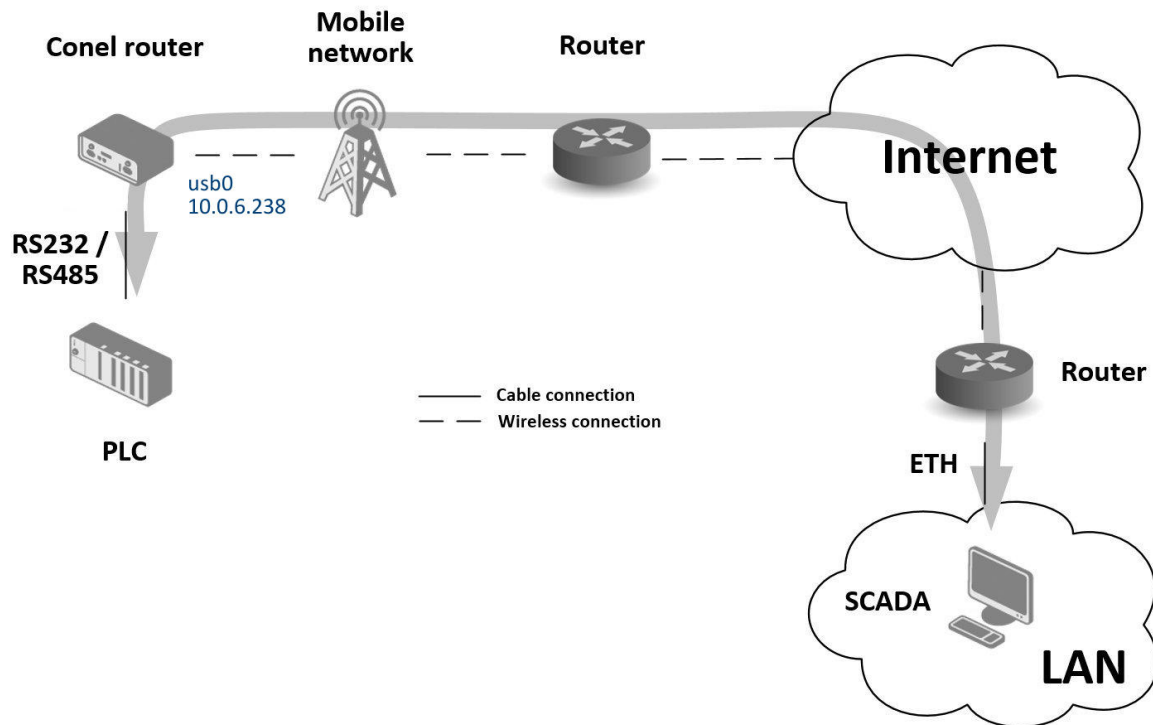 Conel router
Mobile
network
Router
Internet
usb0
10.0.6.238
RS232 /
RS485
PLC
Cable connection
Wireless connection
Router
ETH
SCADA
LAN